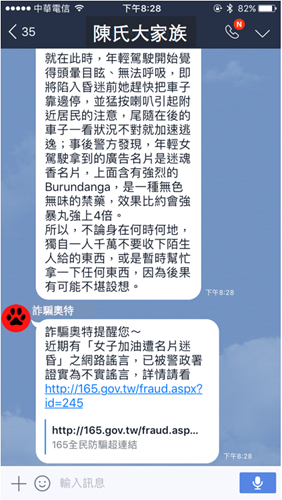 中華電信 下午8:28 82%
35 陳氏大家族 N
就在此時，年輕駕駛開始覺
得頭暈目眩、無法呼吸，即
將陷入昏迷前她趕快把車子
靠邊停，並猛按喇叭引起附
近居民的注意，尾隨在後的
車子一看狀況不對就加速逃
逸；事後警方發現，年輕女
駕駛拿到的廣告名片是迷魂
香名片，上面含有強烈的
Burundanga，是一種無色
無味的禁藥，效果比約會強
暴丸強上4倍。
所以，不論身在何時何地，
獨自一人千萬不要收下陌生
人給的東西，或是暫時幫忙
拿一下任何東西，因為後果
有可能不堪設想。
下午8:28
詐騙奧特
詐騙奧特提醒您～
近期有「女子加油遭名片迷
昏」之網路謠言，已被警政署
證實為不實謠言，詳情請看
http://165.gov.tw/fraud.aspx?
id=245
http://165.gov.tw/fraud.asp...
165全民防騙超連結
下午8:28
輸入訊息